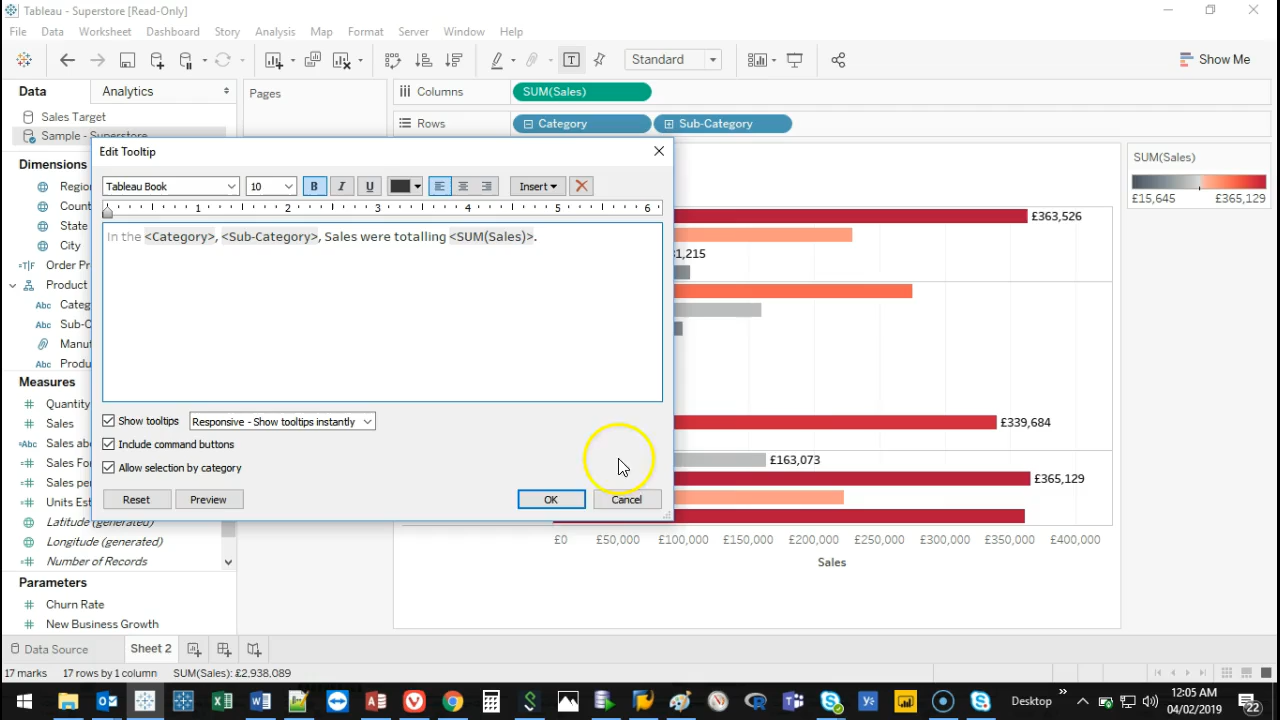 Tableau - Superstore [Read-Only]
File Data Worksheet Dashboard Story Analysis Map Format Server Window Help
Standard
Show Me
Data Analytics
Pages
Columns SUM(Sales)
Rows Category Sub-Category
Sales Target
Sample - Superstore
Dimensions
Region
Count
State
City
Order Pr
Product
Categ
Sub-C
Manuf
Produ
Measures
Quantity
Sales
Sales abo
Sales For
Sales per
Units Est
Latitude (generated)
Longitude (generated)
Number of Records
Parameters
Churn Rate
New Business Growth
Edit Tooltip
Tableau Book 10 B I U Insert
1 2 3 4 5 6
In the <Category>, <Sub-Category>, Sales were totalling <SUM(Sales)>.
Show tooltips Responsive - Show tooltips instantly
Include command buttons
Allow selection by category
Reset Preview OK Cancel
SUM(Sales)
£15,645 £365,129
£363,526
31,215
£339,684
£163,073
£365,129
£0 £50,000 £100,000 £150,000 £200,000 £250,000 £300,000 £350,000 £400,000
Sales
Data Source Sheet 2
17 marks 17 rows by 1 column SUM(Sales): £2,938,089
Desktop
12:05 AM
04/02/2019
22